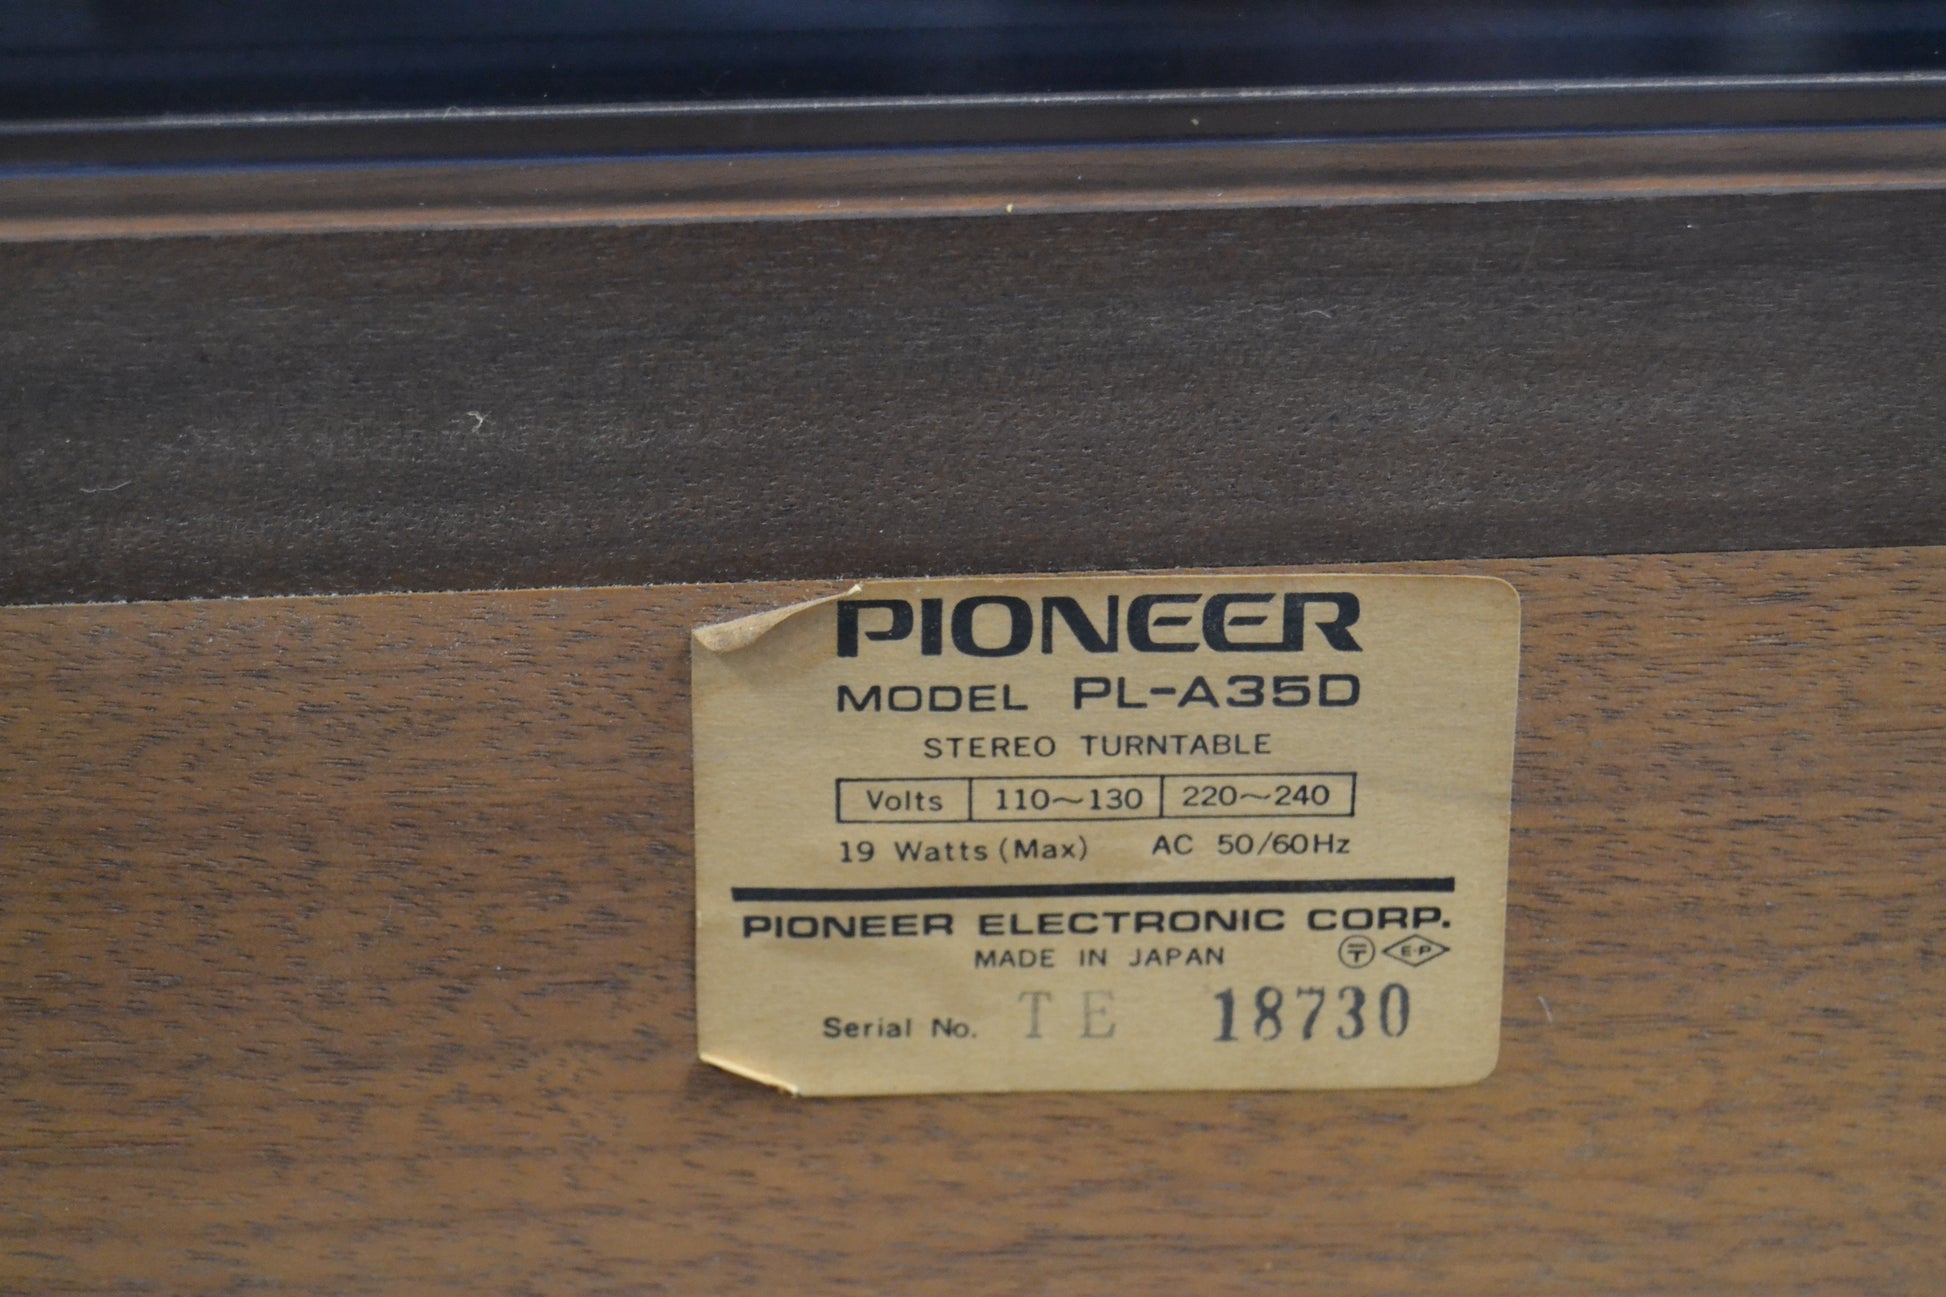 PIONEER
MODEL PL-A35D
STEREO TURNTABLE
Volts 110~130 220~240
19 Watts (Max) AC 50/60Hz
PIONEER ELECTRONIC CORP.
MADE IN JAPAN 〒 E-P
Serial No. TE 18730